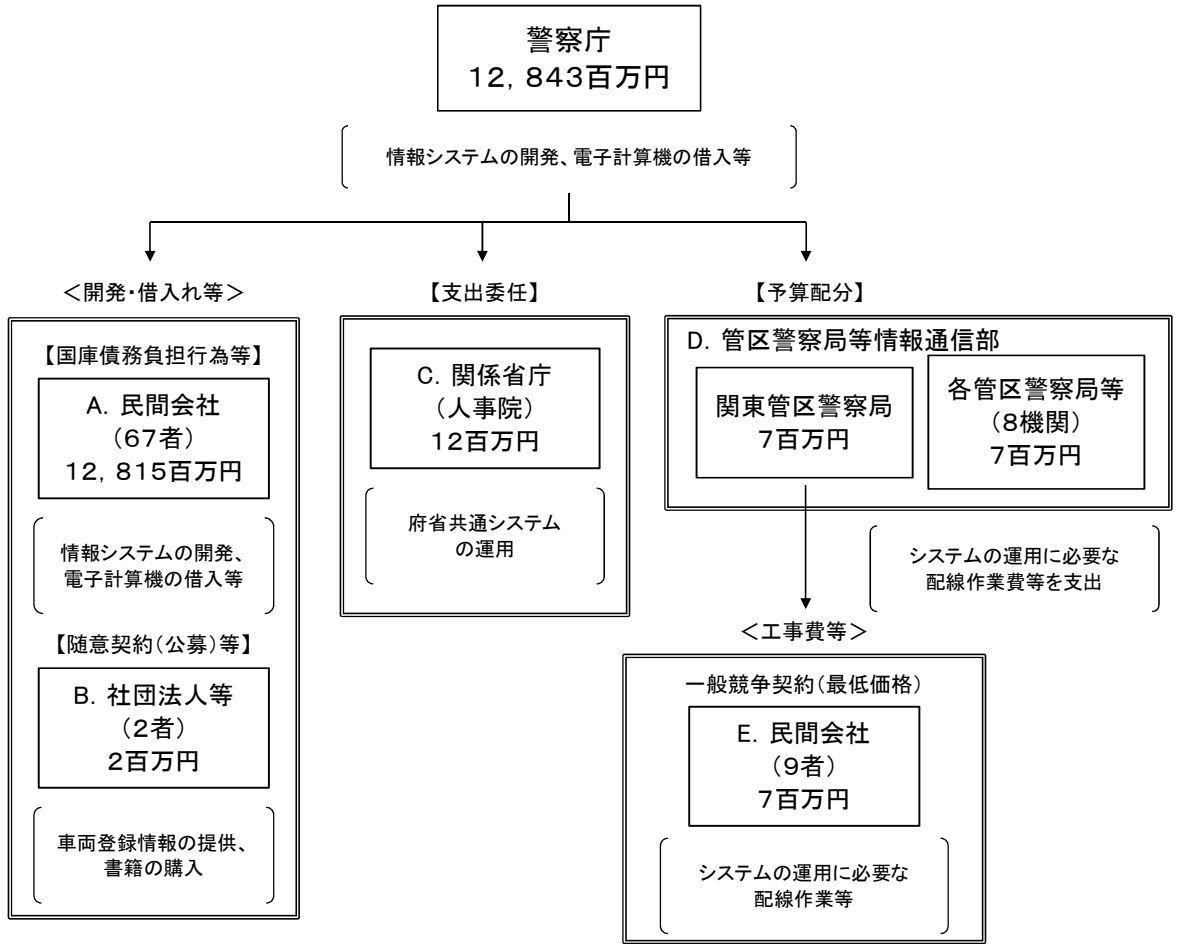 警察庁
１２，８４３百万円
情報システムの開発、電子計算機の借入等
＜開発・借入れ等＞
【国庫債務負担行為等】
A．民間会社
（６７者）
１２，８１５百万円
情報システムの開発、
電子計算機の借入等
【随意契約（公募）等】
B．社団法人等
（２者）
２百万円
車両登録情報の提供、
書籍の購入
【支出委任】
C．関係省庁
（人事院）
１２百万円
府省共通システム
の運用
【予算配分】
D．管区警察局等情報通信部
関東管区警察局
７百万円
各管区警察局等
（８機関）
７百万円
システムの運用に必要な
配線作業費等を支出
＜工事費等＞
一般競争契約（最低価格）
E．民間会社
（９者）
７百万円
システムの運用に必要な
配線作業等